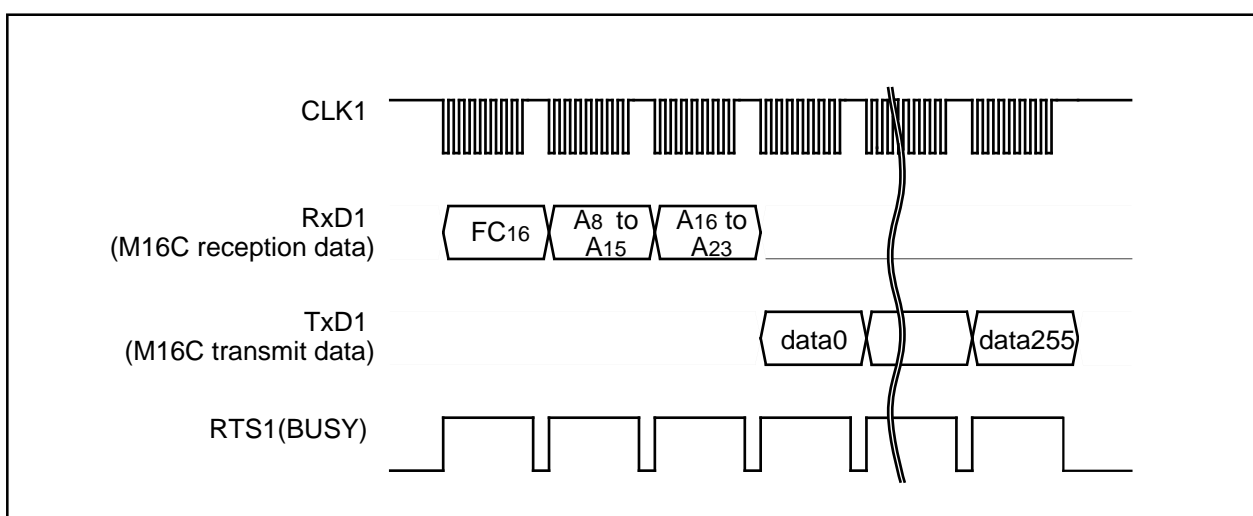 CLK1
RxD1
(M16C reception data)
FC16
A8 to
A15
A16 to
A23
TxD1
(M16C transmit data)
data0
data255
RTS1(BUSY)